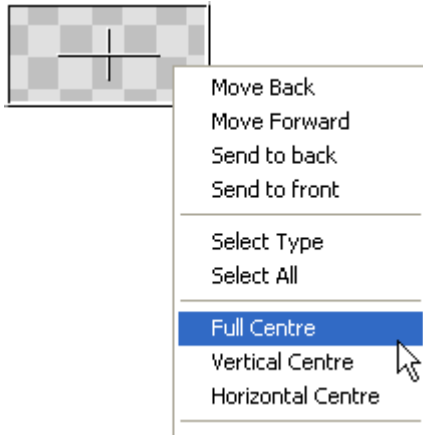 Move Back
Move Forward
Send to back
Send to front
Select Type
Select All
Full Centre
Vertical Centre
Horizontal Centre